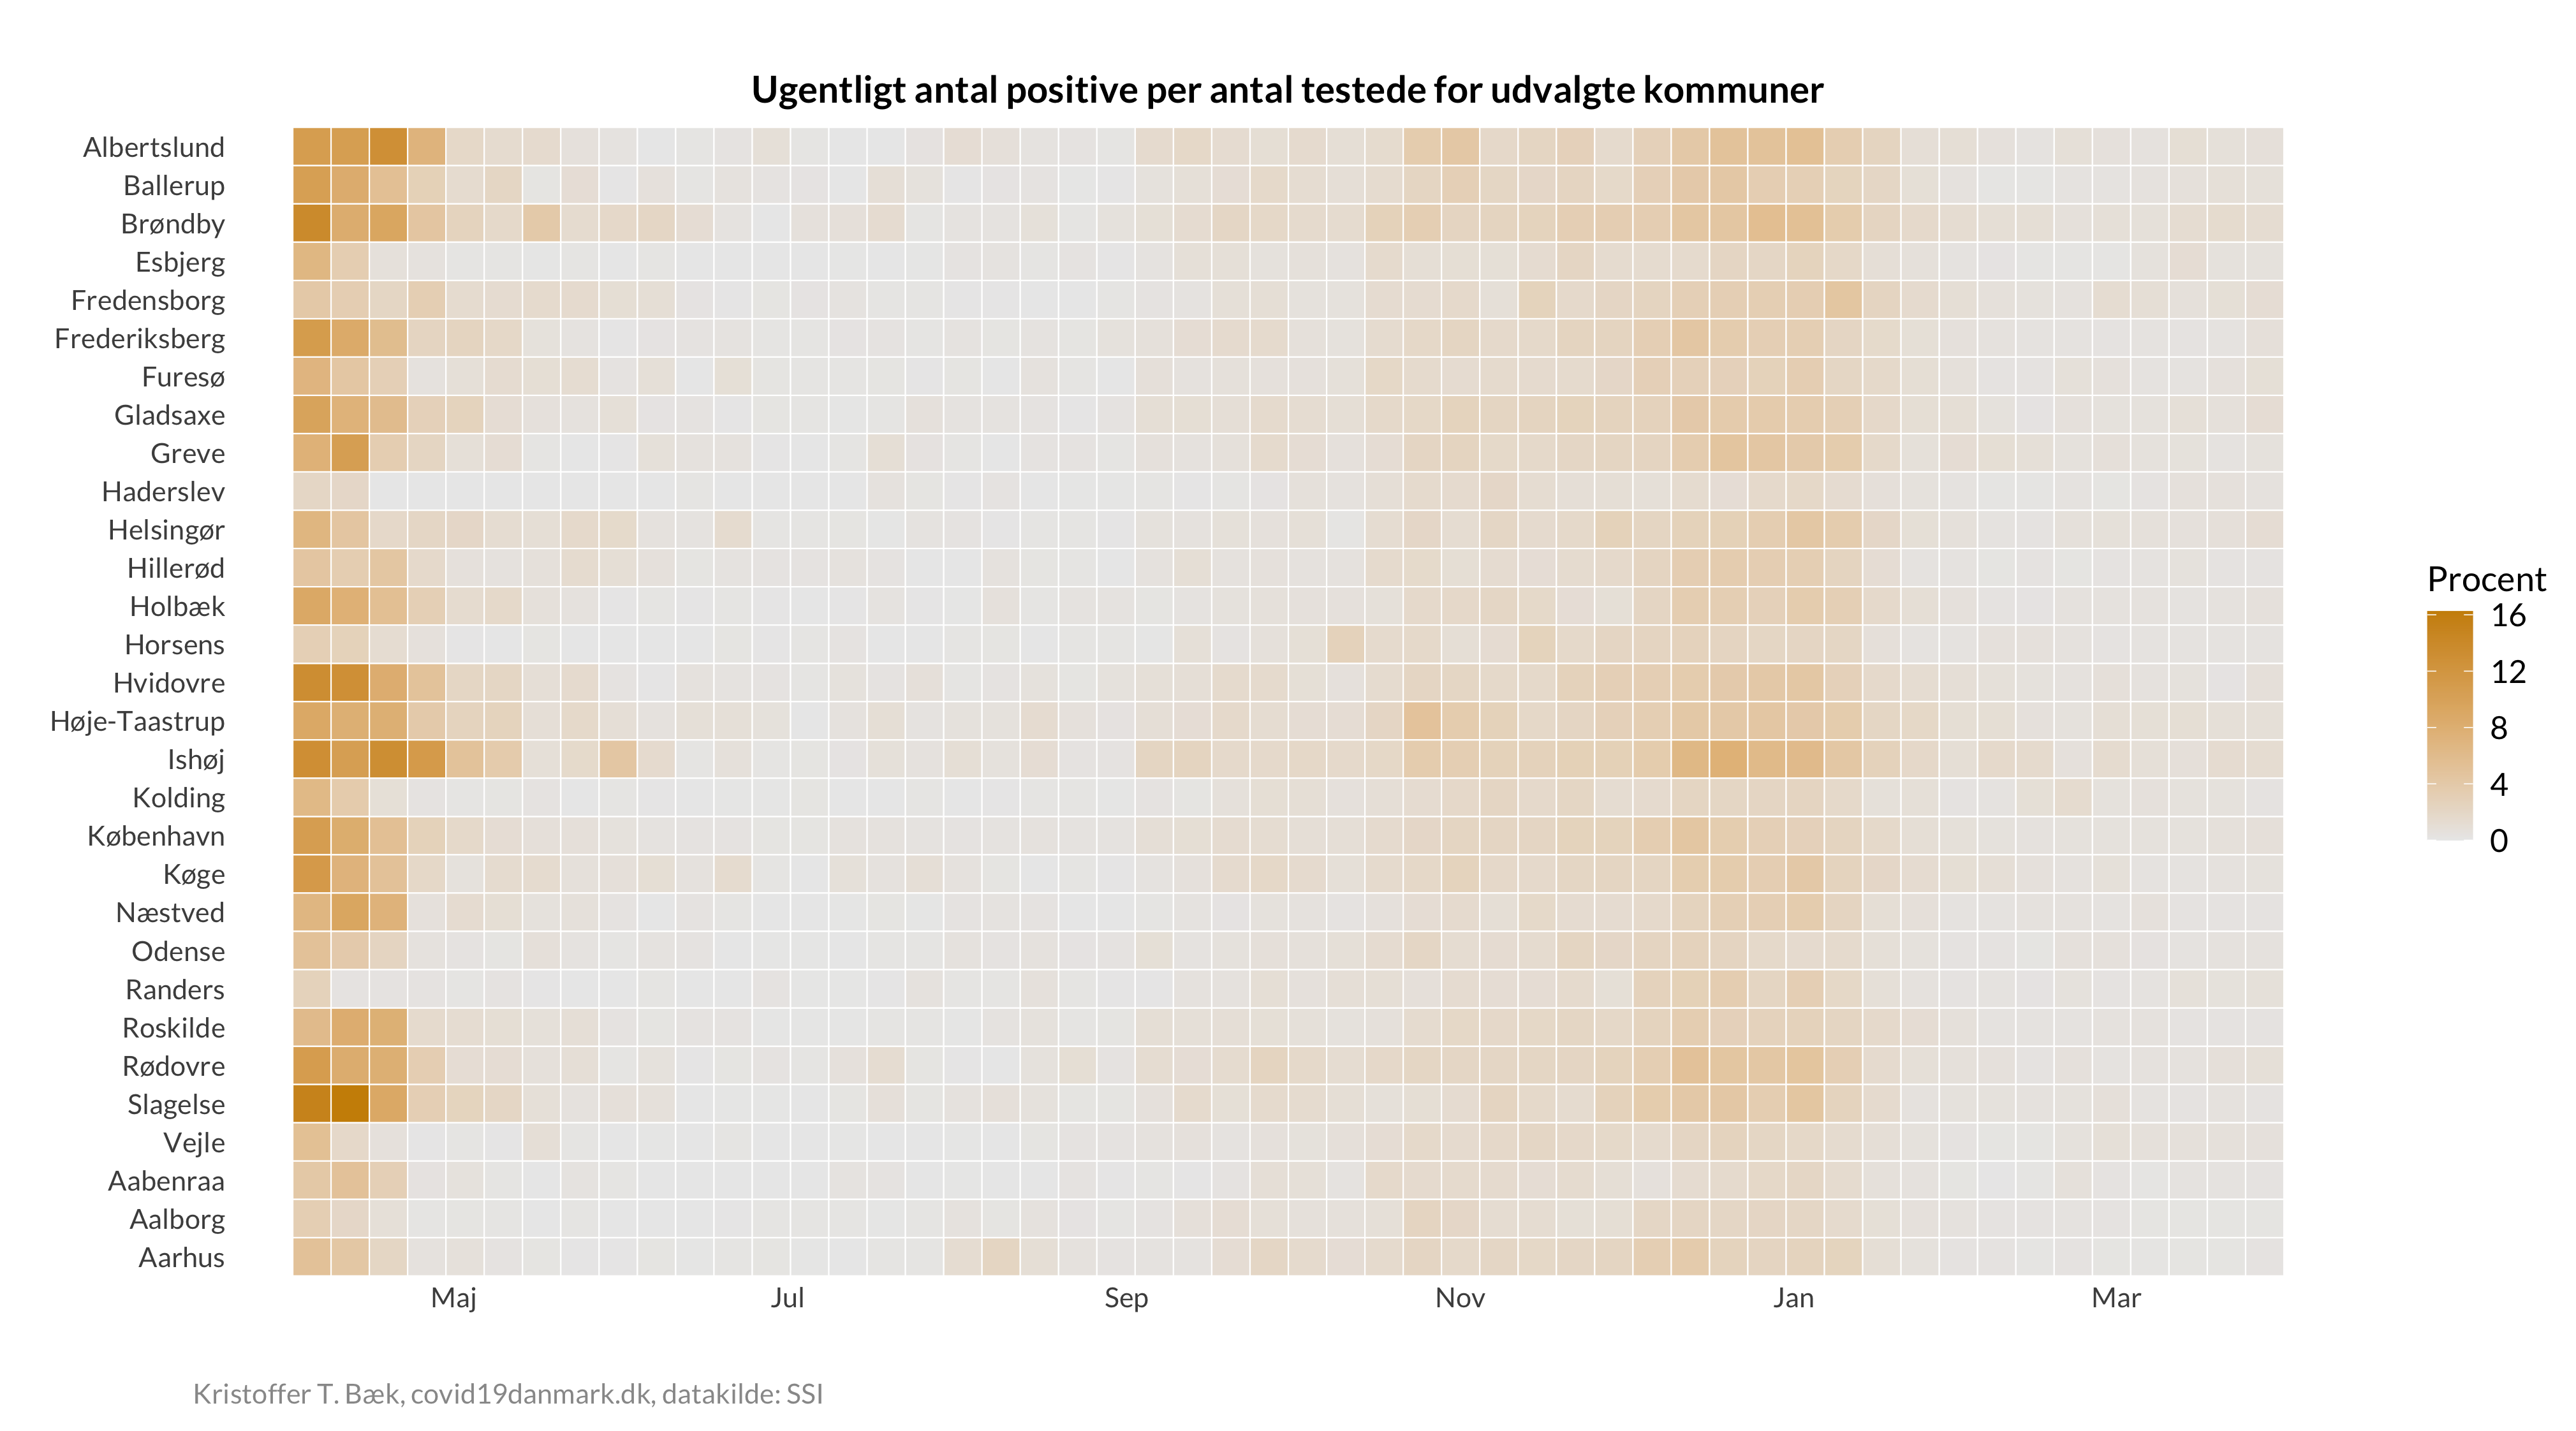 Ugentligt antal positive per antal testede for udvalgte kommuner
Albertslund
Ballerup
Brøndby
Esbjerg
Fredensborg
Frederiksberg
Furesø
Gladsaxe
Greve
Haderslev
Helsingør
Hillerød
Holbæk
Horsens
Hvidovre
Høje-Taastrup
Ishøj
Kolding
København
Køge
Næstved
Odense
Randers
Roskilde
Rødovre
Slagelse
Vejle
Aabenraa
Aalborg
Aarhus
Maj Jul Sep Nov Jan Mar
Procent
16
12
8
4
0
Kristoffer T. Bæk, covid19danmark.dk, datakilde: SSI